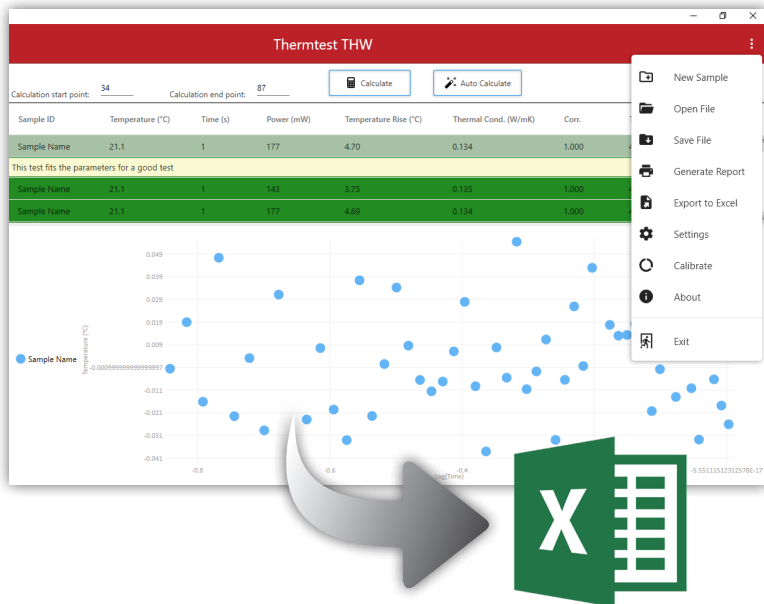 Thermtest THW
Calculation start point: 34 Calculation end point: 87 Calculate Auto Calculate
Sample ID Temperature (°C) Time (s) Power (mW) Temperature Rise (°C) Thermal Cond. (W/mK) Corr.
Sample Name 21.1 1 177 4.70 0.134 1.000
This test fits the parameters for a good test
Sample Name 21.1 1 143 3.75 0.135 1.000
Sample Name 21.1 1 177 4.69 0.134 1.000
New Sample
Open File
Save File
Generate Report
Export to Excel
Settings
Calibrate
About
Exit
0.049
0.039
0.029
0.019
0.009
-0.000999999999999997
-0.011
-0.021
-0.031
-0.041
Temperature (°C)
Sample Name
-0.8 -0.6 -0.4 -5.55111512312578E-17
Log(Time)
X